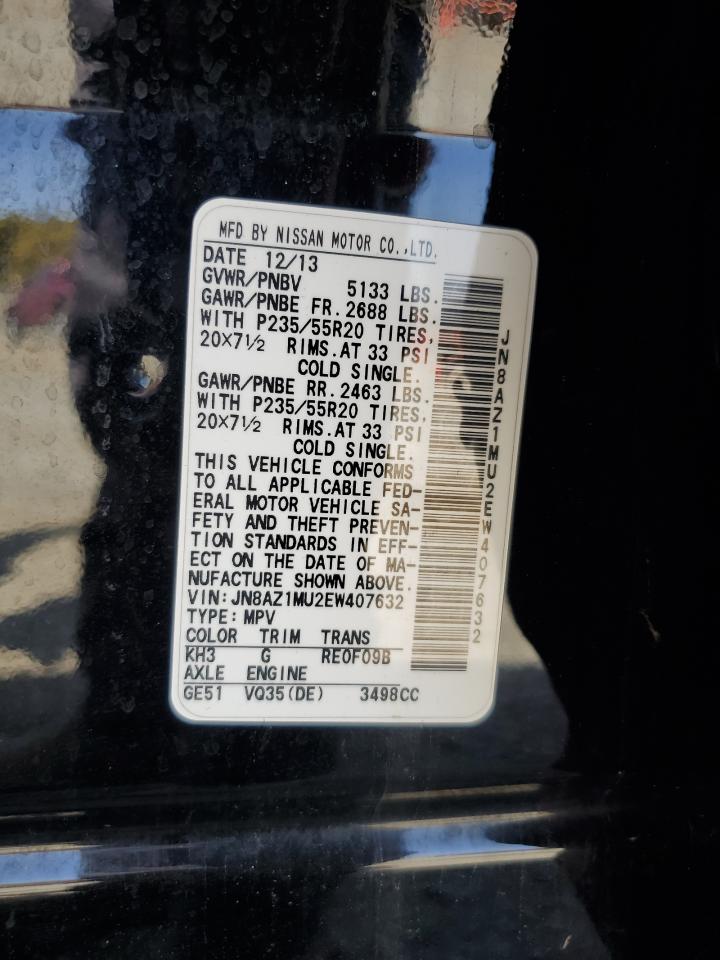 MFD BY NISSAN MOTOR CO.,LTD.
DATE 12/13
GVWR/PNBV 5133 LBS.
GAWR/PNBE FR. 2688 LBS.
WITH P235/55R20 TIRES,
20×7½ RIMS.AT 33 PSI
COLD SINGLE.
GAWR/PNBE RR. 2463 LBS.
WITH P235/55R20 TIRES,
20×7½ RIMS.AT 33 PSI
COLD SINGLE.
THIS VEHICLE CONFORMS
TO ALL APPLICABLE FED-
ERAL MOTOR VEHICLE SA-
FETY AND THEFT PREVEN-
TION STANDARDS IN EFF-
ECT ON THE DATE OF MA-
NUFACTURE SHOWN ABOVE.
VIN:JN8AZ1MU2EW407632
TYPE:MPV
COLOR TRIM TRANS
KH3 G RE0F09B
AXLE ENGINE
GE51 VQ35(DE) 3498CC
JN8AZ1MU2EW407632